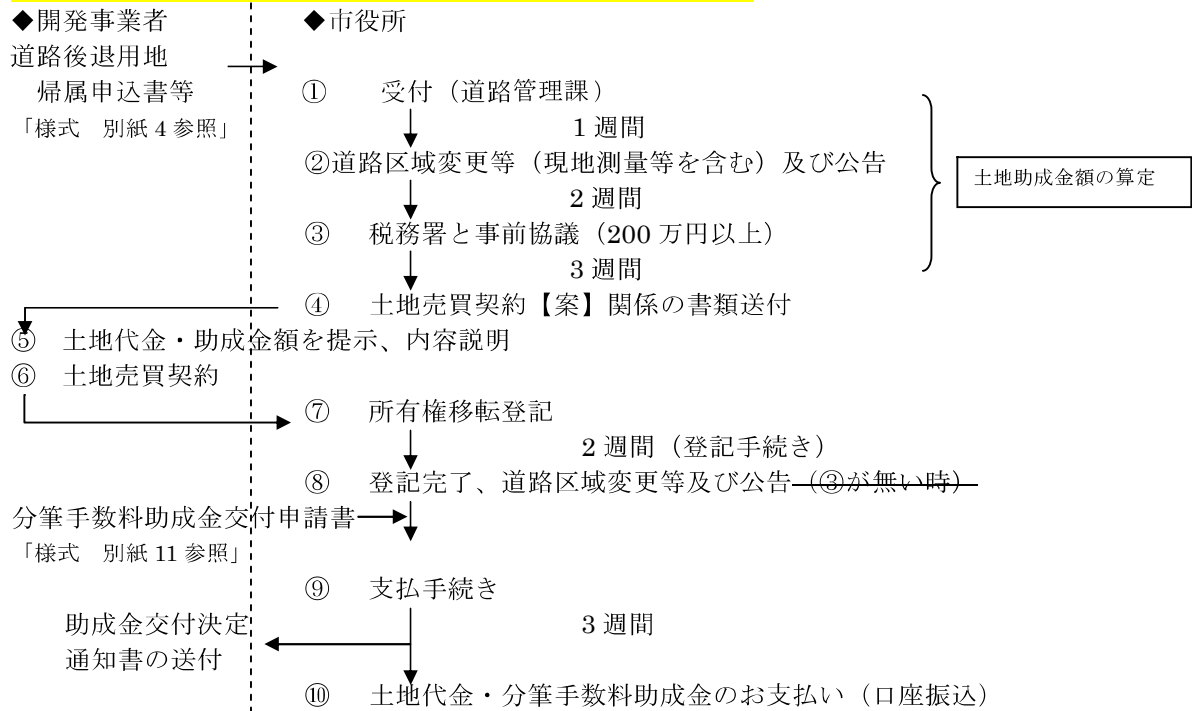 ◆開発事業者　◆市役所
道路後退用地
帰属申込書等
① 受付（道路管理課）
「様式　別紙4参照」
1週間
②道路区域変更等（現地測量等を含む）及び公告
土地助成金額の算定
2週間
③ 税務署と事前協議（200万円以上）
3週間
④ 土地売買契約【案】関係の書類送付
⑤ 土地代金・助成金額を提示、内容説明
⑥ 土地売買契約
⑦ 所有権移転登記
2週間（登記手続き）
⑧ 登記完了、道路区域変更等及び公告（③が無い時）
分筆手数料助成金交付申請書
「様式　別紙11参照」
⑨ 支払手続き
助成金交付決定
3週間
通知書の送付
⑩ 土地代金・分筆手数料助成金のお支払い（口座振込）